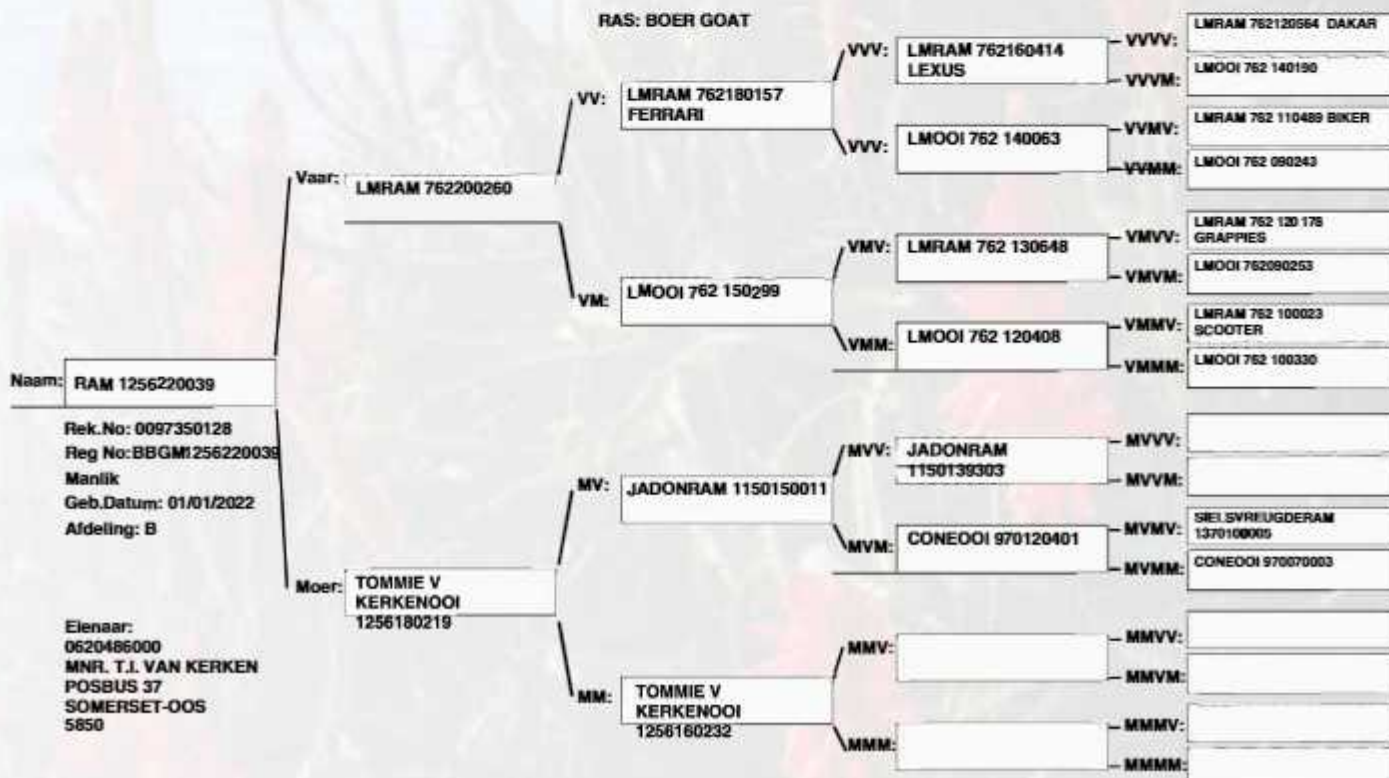 RAS: BOER GOAT
Naam: RAM 1256220039
Rek.No: 0097350128
Reg No:BBGM1256220039
Manlik
Geb.Datum: 01/01/2022
Afdeling: B
Eienaar:
0620486000
MNR. T.I. VAN KERKEN
POSBUS 37
SOMERSET-OOS
5850
Vaar: LMRAM 762200260
Moer: TOMMIE V
KERKENOOI
1256180219
VV: LMRAM 762180157
FERRARI
VM: LMOOI 762 150299
MV: JADONRAM 1150150011
MM: TOMMIE V
KERKENOOI
1256160232
VVV: LMRAM 762160414
LEXUS
VVV: LMOOI 762 140063
VMV: LMRAM 762 130648
VMM: LMOOI 762 120408
MVV: JADONRAM
1150139303
MVM: CONEOOI 970120401
MMV:
MMM:
VVVV: LMRAM 762120564 DAKAR
VVVM: LMOOI 762 140190
VVMV: LMRAM 762 110489 BIKER
VVMM: LMOOI 762 090243
VMVV: LMRAM 762 120 178
GRAPPIES
VMVM: LMOOI 762090253
VMMV: LMRAM 762 100023
SCOOTER
VMMM: LMOOI 762 100330
MVVV:
MVVM:
MVMV: SIELSVREUGDERAM
1370100005
MVMM: CONEOOI 970070003
MMVV:
MMVM:
MMMV:
MMMM: